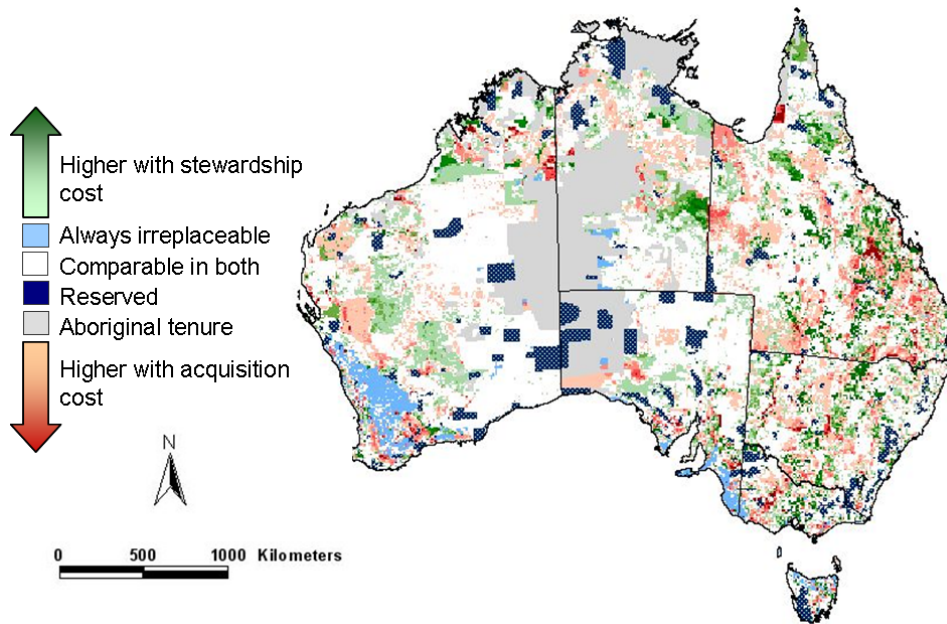 Higher with stewardship
cost
Always irreplaceable
Comparable in both
Reserved
Aboriginal tenure
Higher with acquisition
cost
N
0 500 1000 Kilometers